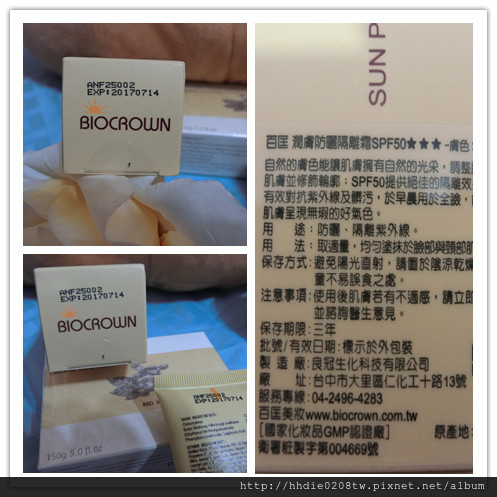 ANF25002
EXP:20170714
BIOCROWN
ANF25002
EXP:20170714
BIOCROWN
150g 5.0 fl.oz
ANF25002
EXP:20170714
SUN P
百匡 潤膚防曬隔離霜SPF50★★★-膚色
自然的膚色能讓肌膚擁有自然的光采，調整
肌膚並修飾輪廓；SPF50提供絕佳的隔離效
有效對抗紫外線及髒污，於早晨用於全臉，
肌膚呈現無瑕的好氣色。
用　途：防曬、隔離紫外線。
用　法：取適量，均勻塗抹於臉部與頸部肌
保存方式：避免陽光直射，請置於陰涼乾燥
童不易誤食之處。
注意事項：使用後肌膚若有不適感，請立即
並諮詢醫生意見。
保存期限：三年
批號/有效日期：標示於外包裝
製 造 廠：良冠生化科技有限公司
廠　址：台中市大里區仁化工十路13號
服務專線：04-2496-4283
百匡美妝www.biocrown.com.tw
[國家化妝品GMP認證廠]　原產地：
衛署粧製字第004669號
http://hhdie0208tw.pixnet.net/album